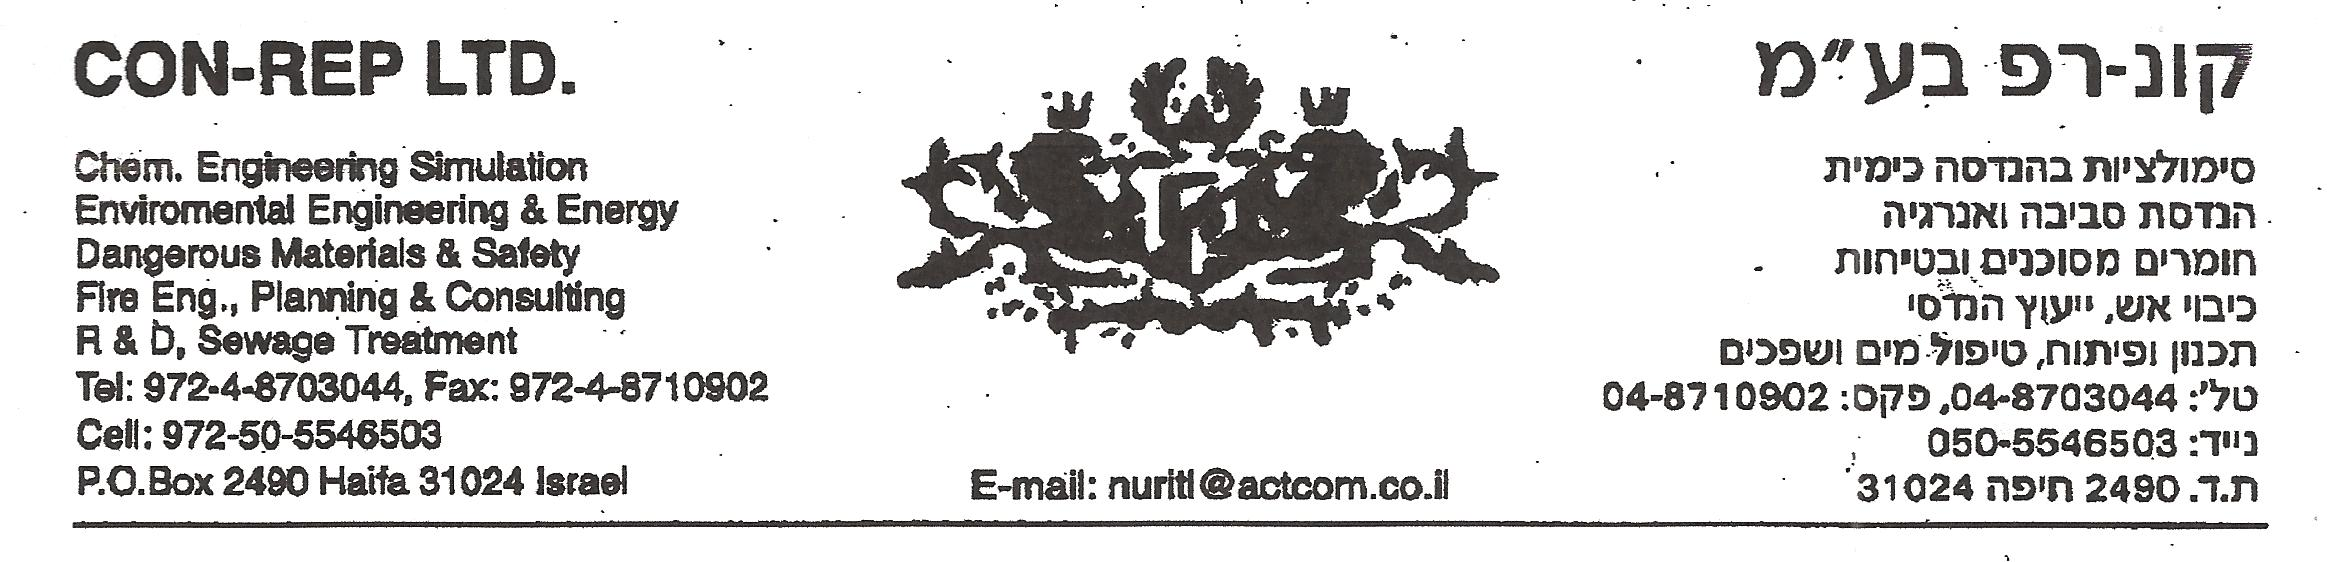 CON-REP LTD.
Chem. Engineering Simulation
Enviromental Engineering & Energy
Dangerous Materials & Safety
Fire Eng., Planning & Consulting
R & D, Sewage Treatment
Tel: 972-4-8703044, Fax: 972-4-8710902
Cell: 972-50-5546503
P.O.Box 2490 Haifa 31024 Israel
E-mail: nuritl@actcom.co.il
קונ-רפ בע״מ
סימולציות בהנדסה כימית
הנדסת סביבה ואנרגיה
חומרים מסוכנים ובטיחות
כיבוי אש, ייעוץ הנדסי
תכנון ופיתוח, טיפול מים ושפכים
טל׳: 04-8703044, פקס: 04-8710902
נייד: 050-5546503
ת.ד. 2490 חיפה 31024